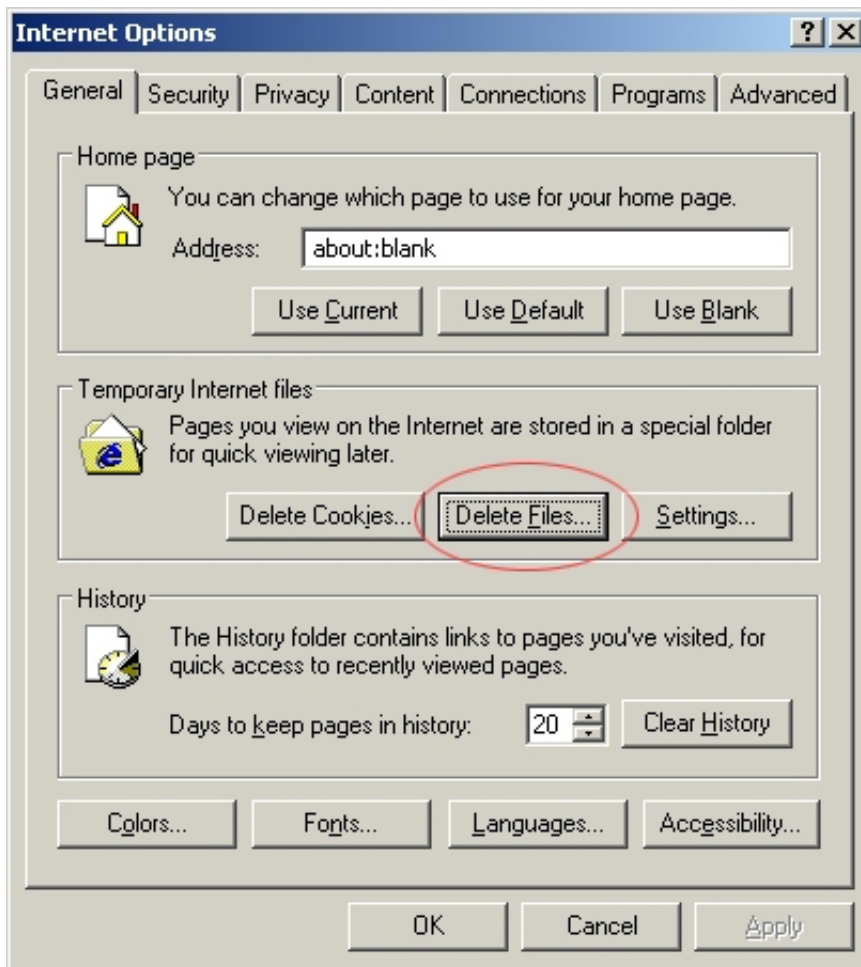 Internet Options
General Security Privacy Content Connections Programs Advanced
Home page
You can change which page to use for your home page.
Address: about:blank
Use Current Use Default Use Blank
Temporary Internet files
Pages you view on the Internet are stored in a special folder
for quick viewing later.
Delete Cookies... Delete Files... Settings...
History
The History folder contains links to pages you've visited, for
quick access to recently viewed pages.
Days to keep pages in history: 20 Clear History
Colors... Fonts... Languages... Accessibility...
OK Cancel Apply